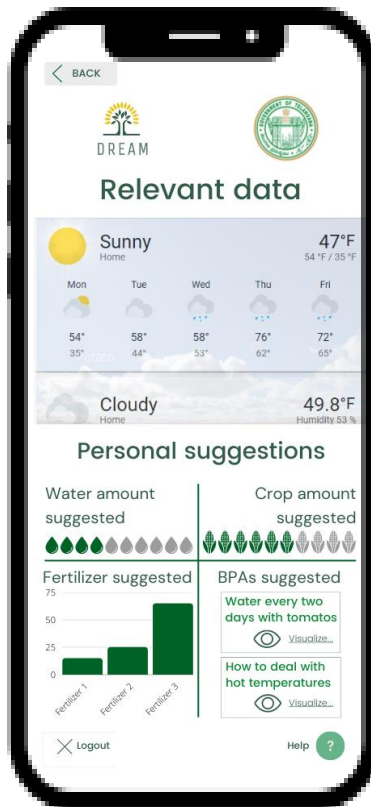 BACK
DREAM
GOVERNMENT OF TELANGANA
Relevant data
Sunny
Home
47°F
54 °F / 35 °F
Mon Tue Wed Thu Fri
54° 58° 58° 76° 72°
35° 44° 53° 62° 65°
Cloudy
Home
49.8°F
Humidity 53 %
Personal suggestions
Water amount
suggested
Crop amount
suggested
Fertilizer suggested
75
50
25
0
Fertilizer 1
Fertilizer 2
Fertilizer 3
BPAs suggested
Water every two
days with tomatos
Visualize...
How to deal with
hot temperatures
Visualize...
Logout
Help ?